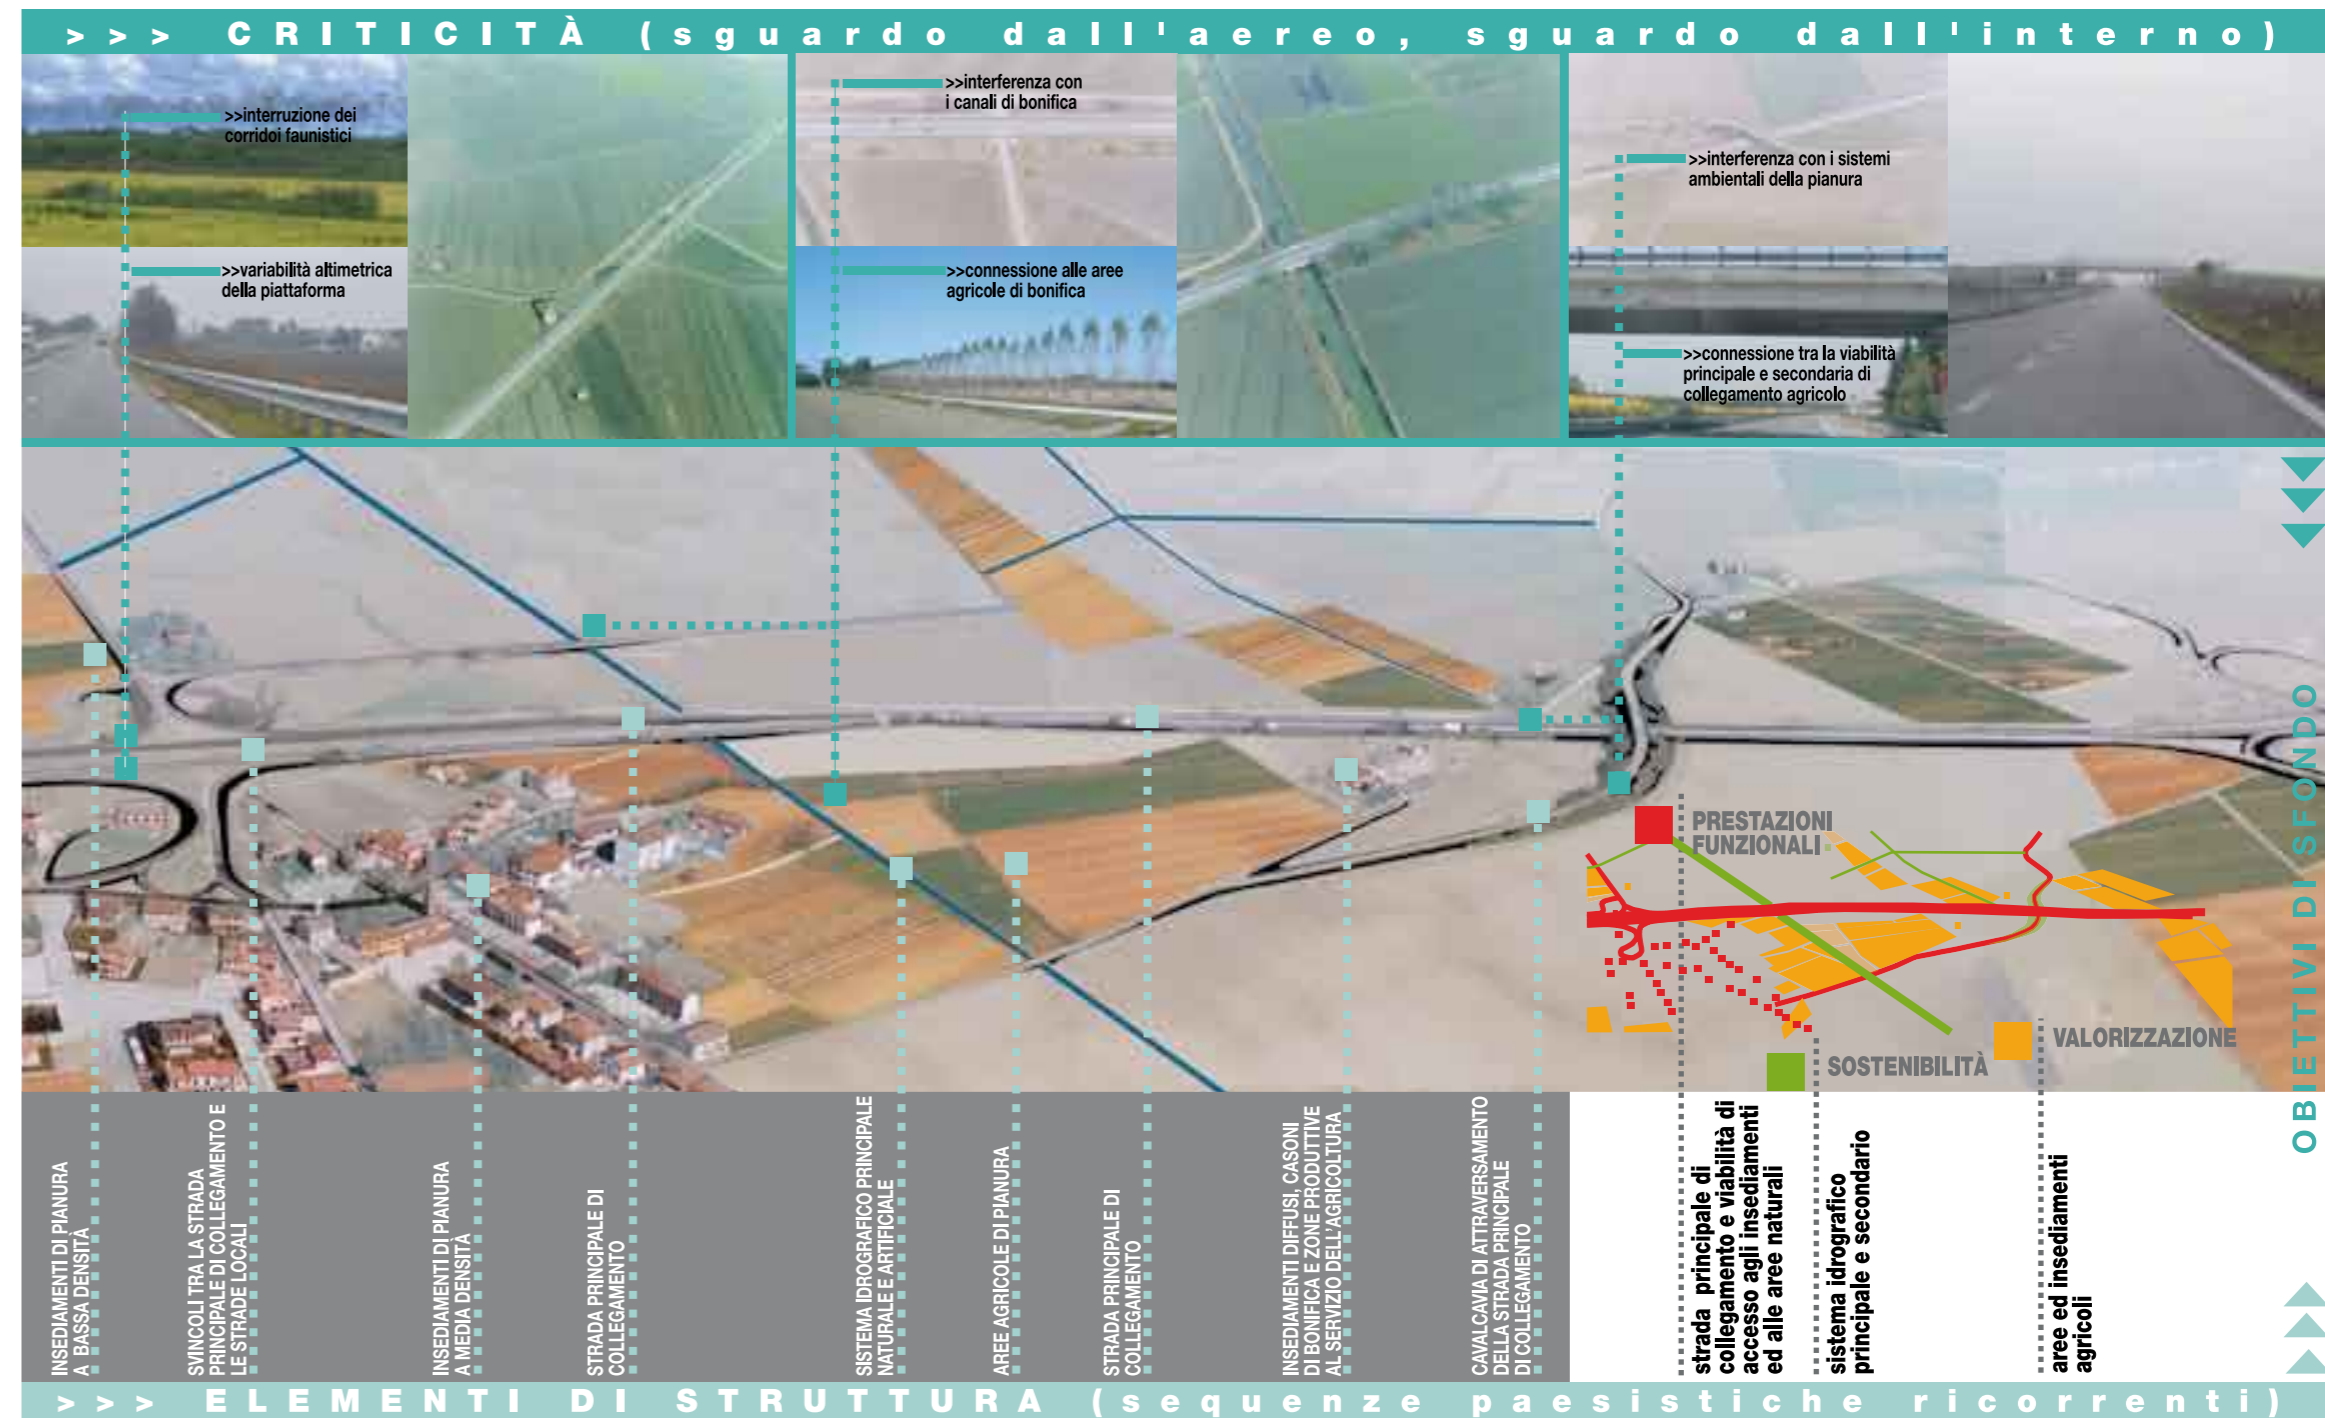 >>> CRITICITÀ (sguardo dall'aereo, sguardo dall'interno)
>>interruzione dei
corridoi faunistici
>>variabilità altimetrica
della piattaforma
>>interferenza con
i canali di bonifica
>>connessione alle aree
agricole di bonifica
>>interferenza con i sistemi
ambientali della pianura
>>connessione tra la viabilità
principale e secondaria di
collegamento agricolo
OBIETTIVI DI SFONDO
PRESTAZIONI
FUNZIONALI
SOSTENIBILITÀ
VALORIZZAZIONE
INSEDIAMENTI DI PIANURA
A BASSA DENSITÀ
SVINCOLI TRA LA STRADA
PRINCIPALE DI COLLEGAMENTO E
LE STRADE LOCALI
INSEDIAMENTI DI PIANURA
A MEDIA DENSITÀ
STRADA PRINCIPALE DI
COLLEGAMENTO
SISTEMA IDROGRAFICO PRINCIPALE
NATURALE E ARTIFICIALE
AREE AGRICOLE DI PIANURA
STRADA PRINCIPALE DI
COLLEGAMENTO
INSEDIAMENTI DIFFUSI, CASONI
DI BONIFICA E ZONE PRODUTTIVE
AL SERVIZIO DELL'AGRICOLTURA
CAVALCAVIA DI ATTRAVERSAMENTO
DELLA STRADA PRINCIPALE
DI COLLEGAMENTO
strada principale di
collegamento e viabilità di
accesso agli insediamenti
ed alle aree naturali
sistema idrografico
principale e secondario
aree ed insediamenti
agricoli
>>> ELEMENTI DI STRUTTURA (sequenze paesistiche ricorrenti)